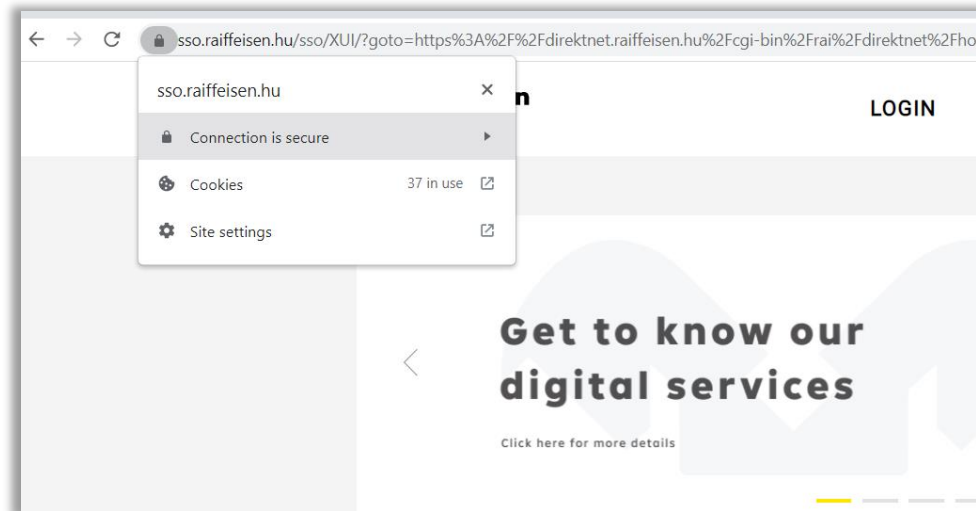 sso.raiffeisen.hu/sso/XUI/?goto=https%3A%2F%2Fdirektnet.raiffeisen.hu%2Fcgi-bin%2Frai%2Fdirektnet%2Fho
sso.raiffeisen.hu
n
LOGIN
Connection is secure
Cookies 37 in use
Site settings
Get to know our
digital services
Click here for more details